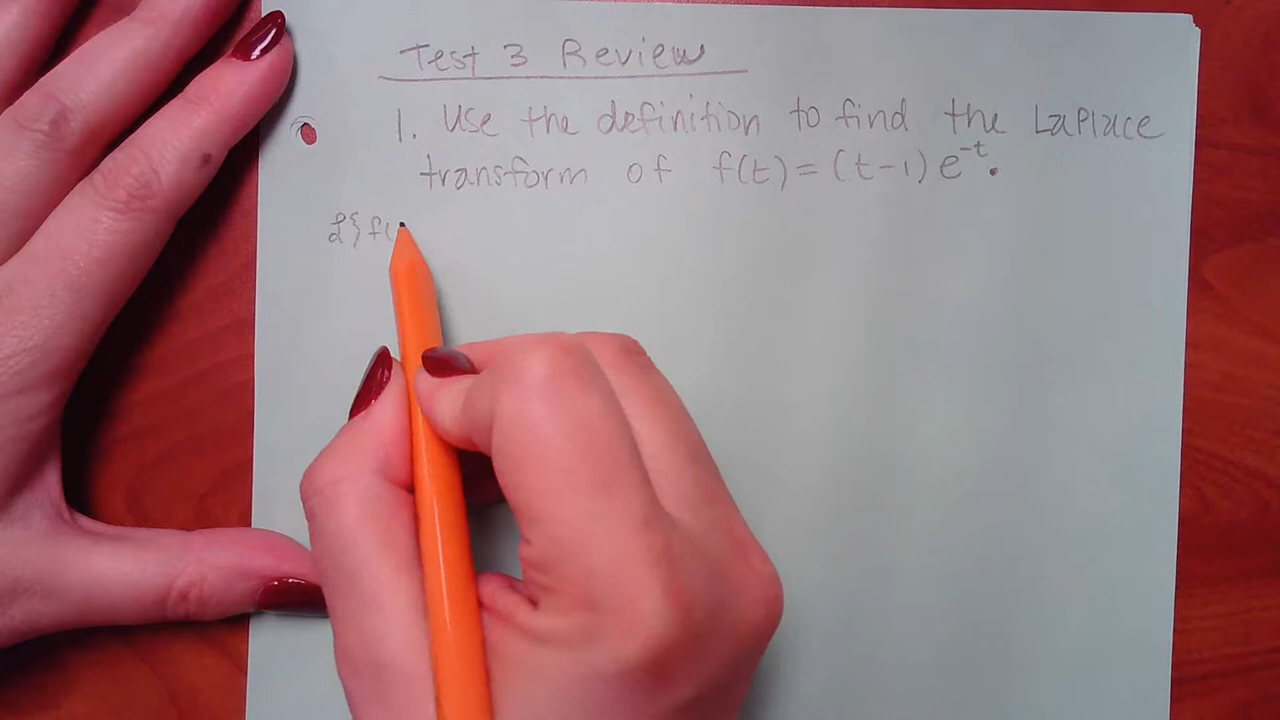 Test 3 Review
1. Use the definition to find the Laplace
transform of f(t) = (t-1) e^-t.
ℒ{f(